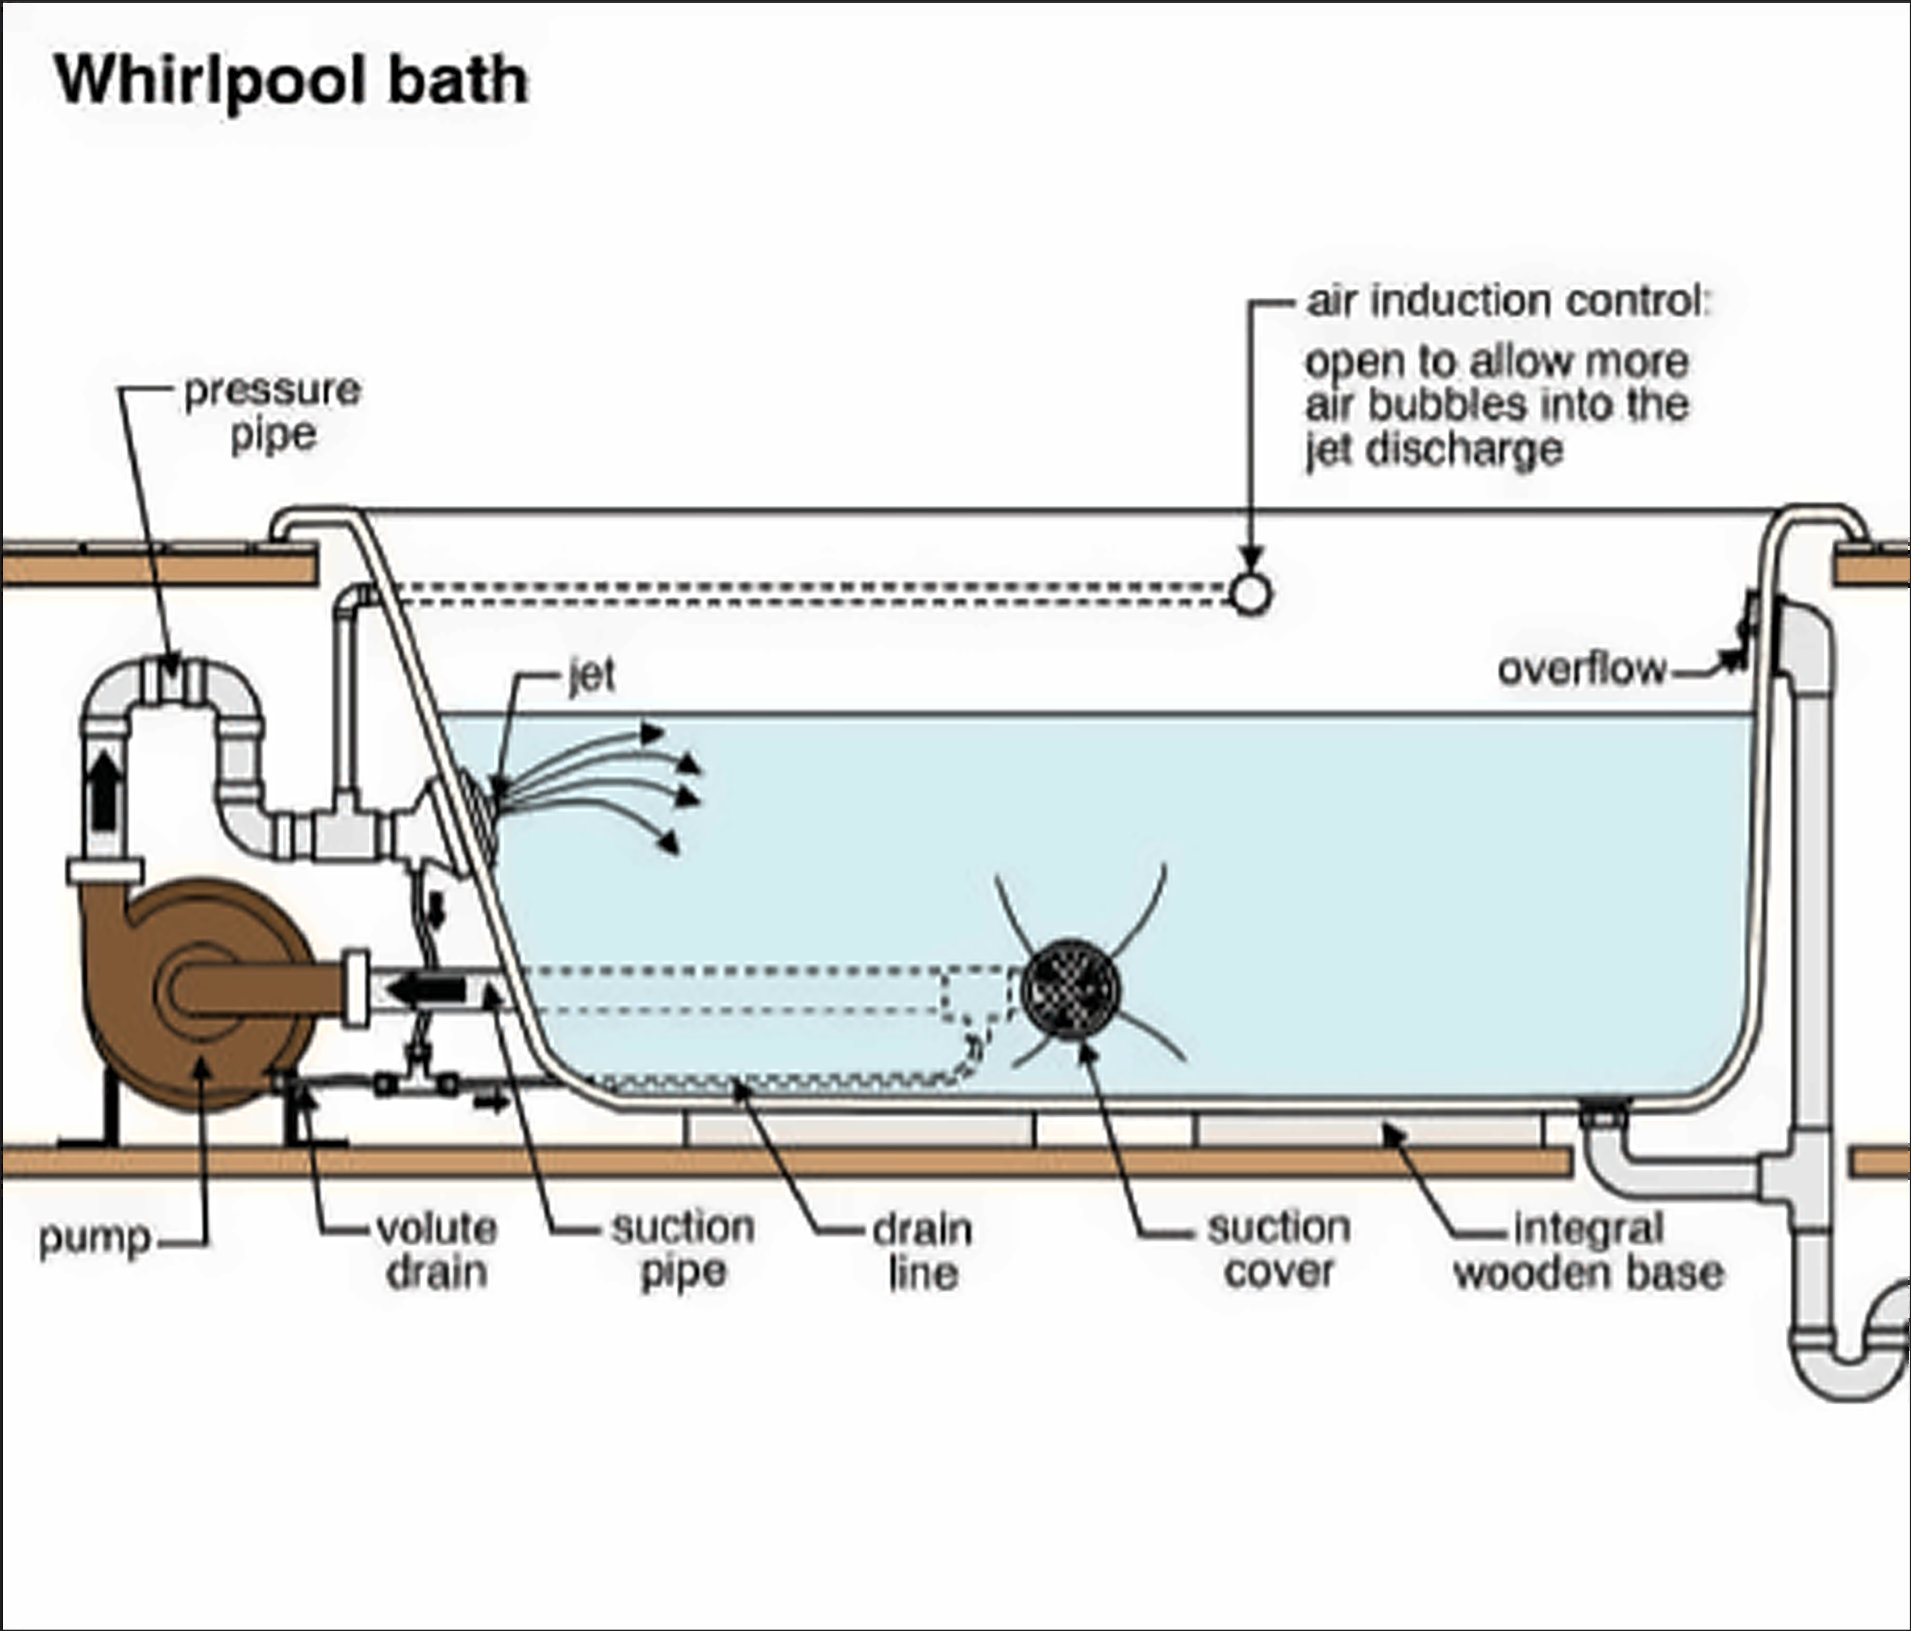 Whirlpool bath
air induction control:
open to allow more
air bubbles into the
jet discharge
pressure
pipe
jet
overflow
pump
volute
drain
suction
pipe
drain
line
suction
cover
integral
wooden base